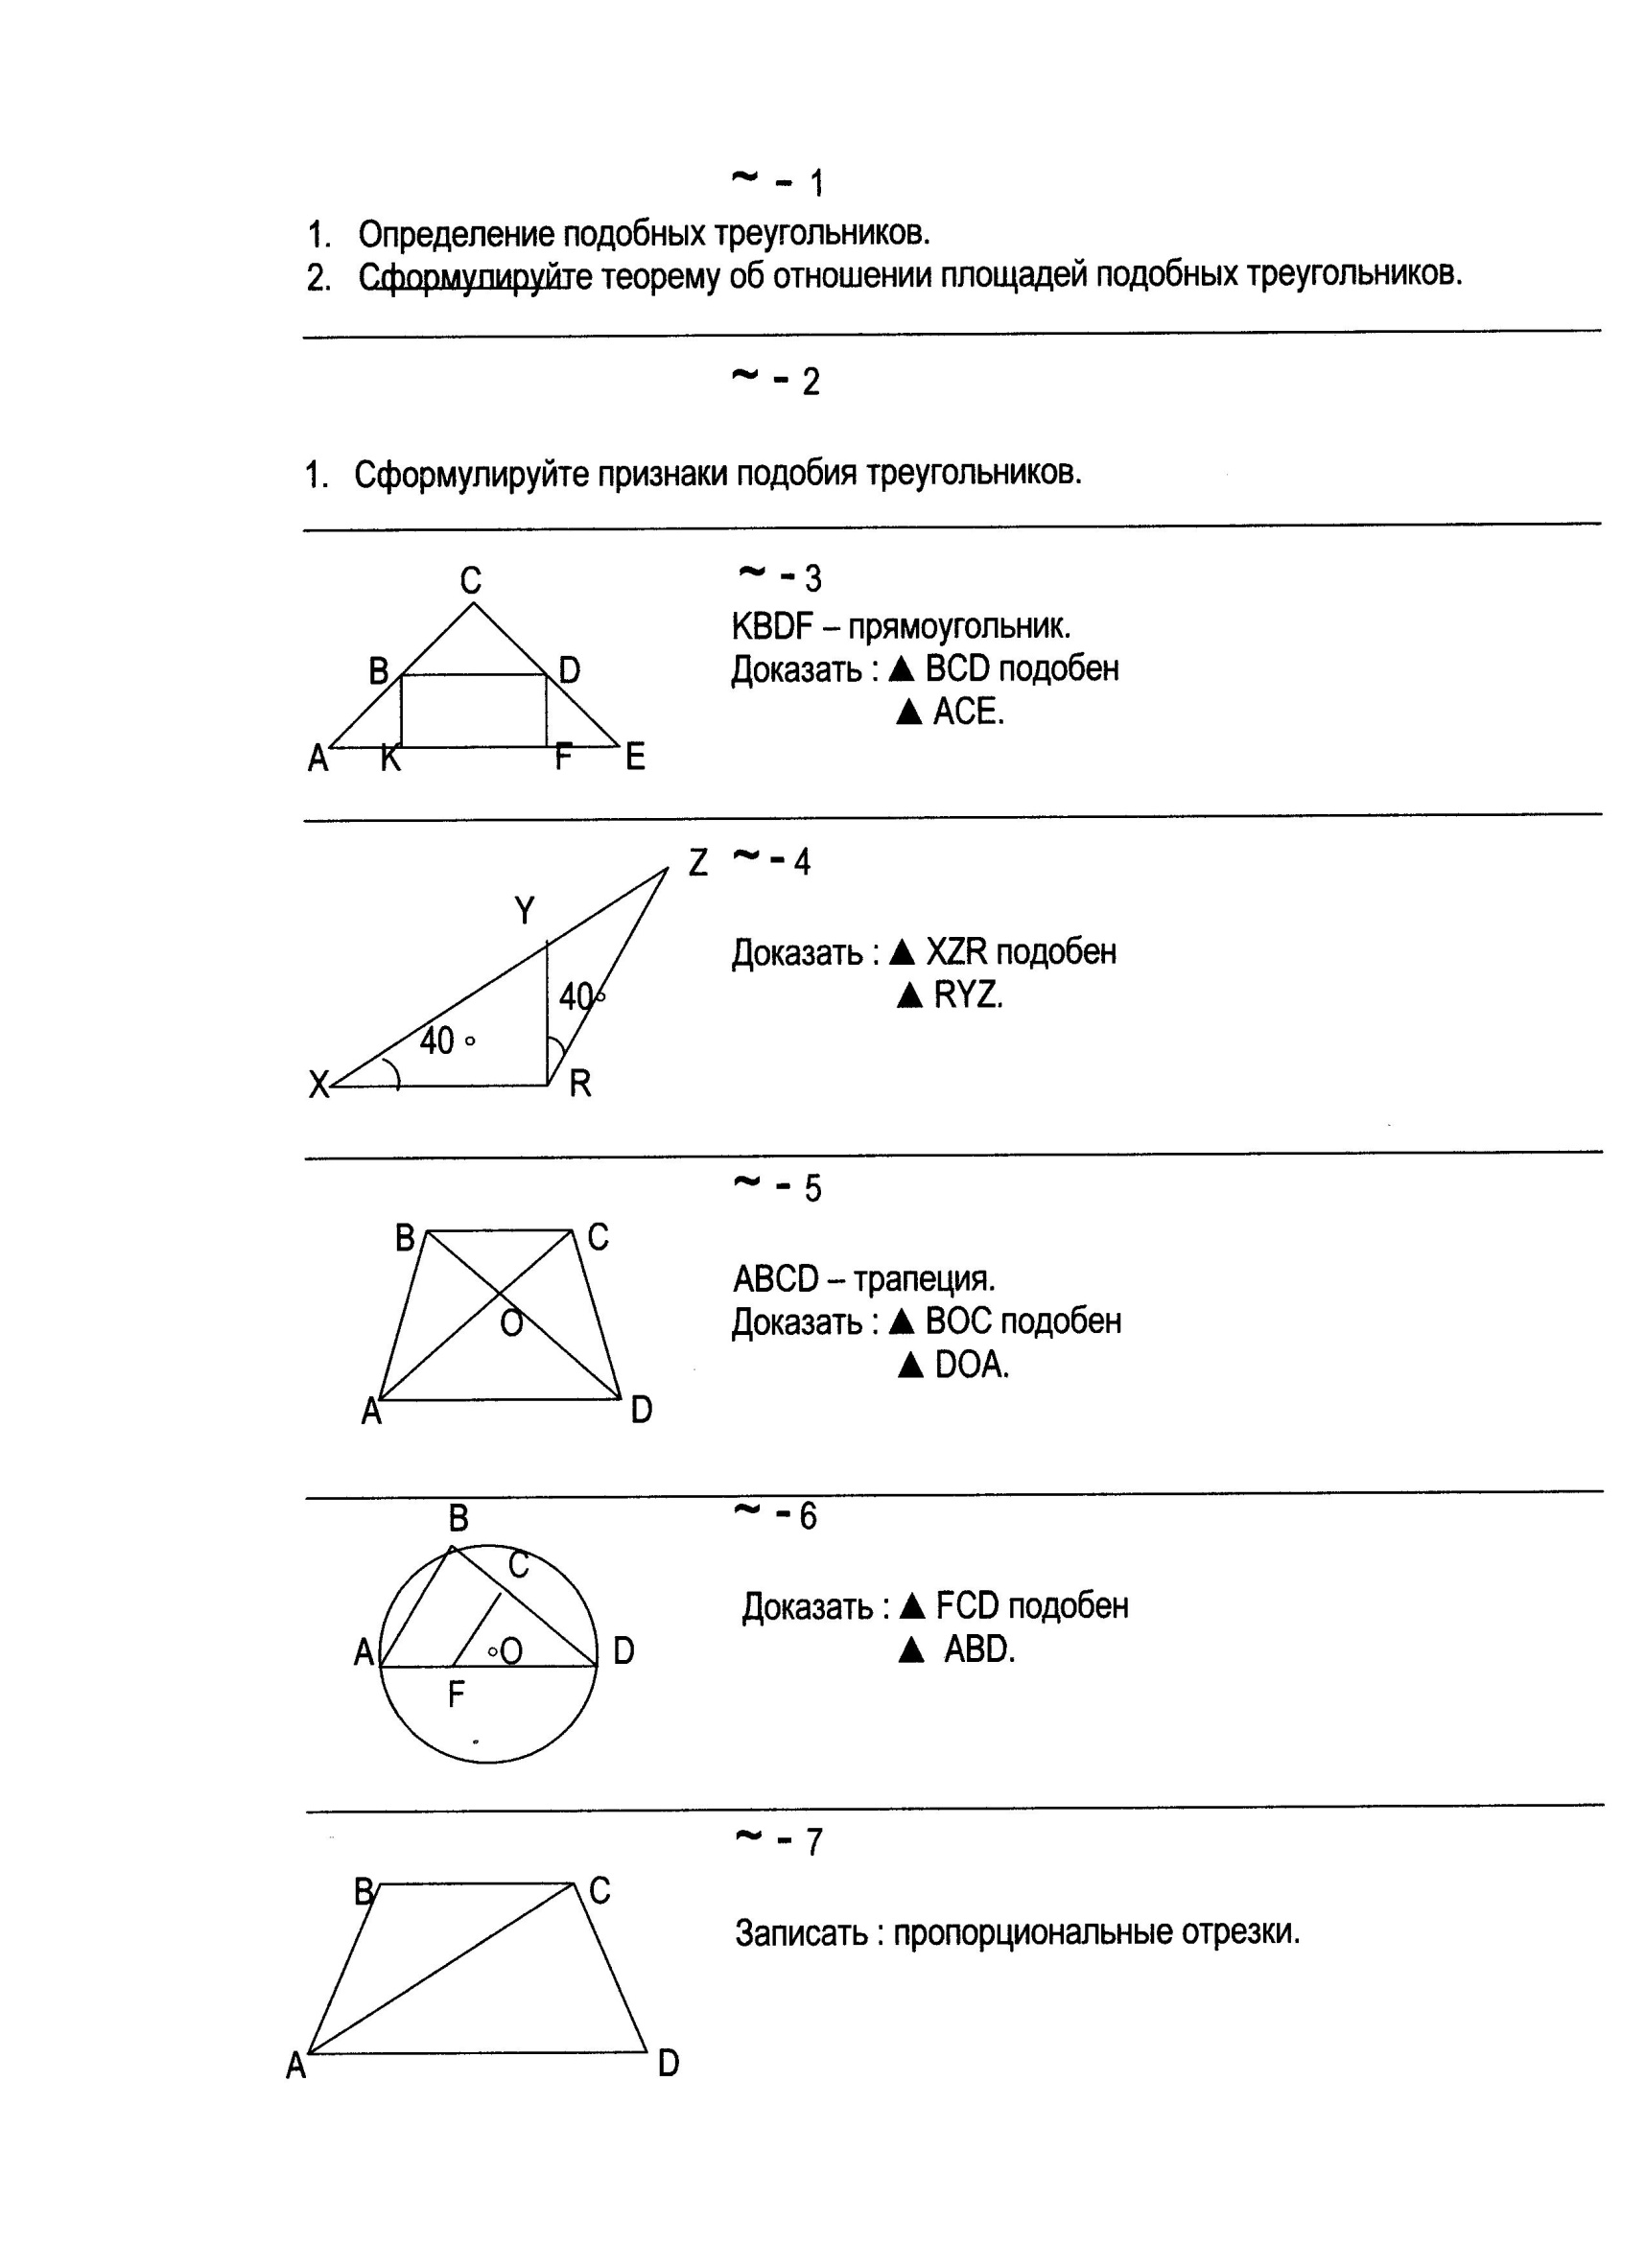 ~ - 1
1. Определение подобных треугольников.
2. Сформулируйте теорему об отношении площадей подобных треугольников.
~ - 2
1. Сформулируйте признаки подобия треугольников.
C
~ - 3
KBDF – прямоугольник.
B D
Доказать : ▲ BCD подобен
▲ ACE.
A K F E
Z
~ - 4
Y
Доказать : ▲ XZR подобен
40°
▲ RYZ.
40 °
X R
~ - 5
B C
ABCD – трапеция.
O
Доказать : ▲ BOC подобен
▲ DOA.
A D
B
~ - 6
C
Доказать : ▲ FCD подобен
A O D
▲ ABD.
F
~ - 7
B C
Записать : пропорциональные отрезки.
A D